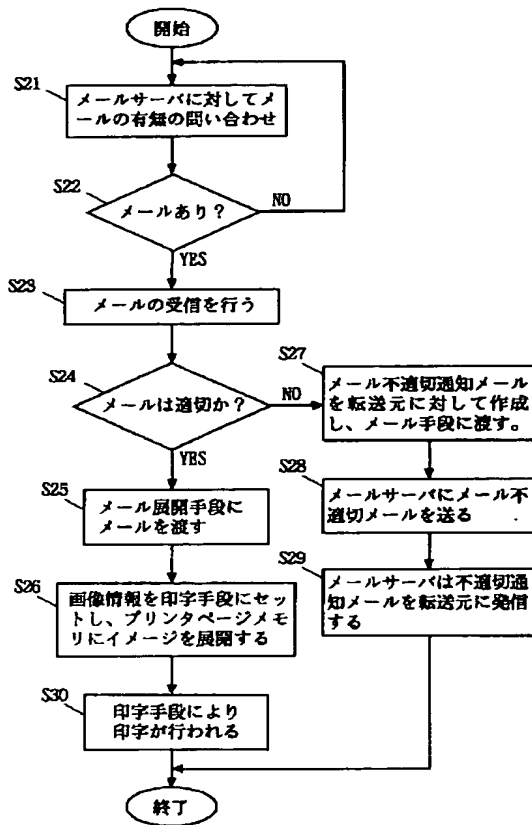 開始
S21
メールサーバに対してメ
ールの有無の問い合わせ
S22
メールあり?
NO
YES
S23
メールの受信を行う
S24
メールは適切か?
NO
YES
S27
メール不適切通知メール
を転送元に対して作成
し、メール手段に渡す。
S25
メール展開手段に
メールを渡す
S28
メールサーバにメール不
適切メールを送る
S26
画像情報を印字手段にセッ
トし、プリンタページメモ
リにイメージを展開する
S29
メールサーバは不適切通
知メールを転送元に発信
する
S30
印字手段により
印字が行われる
終了